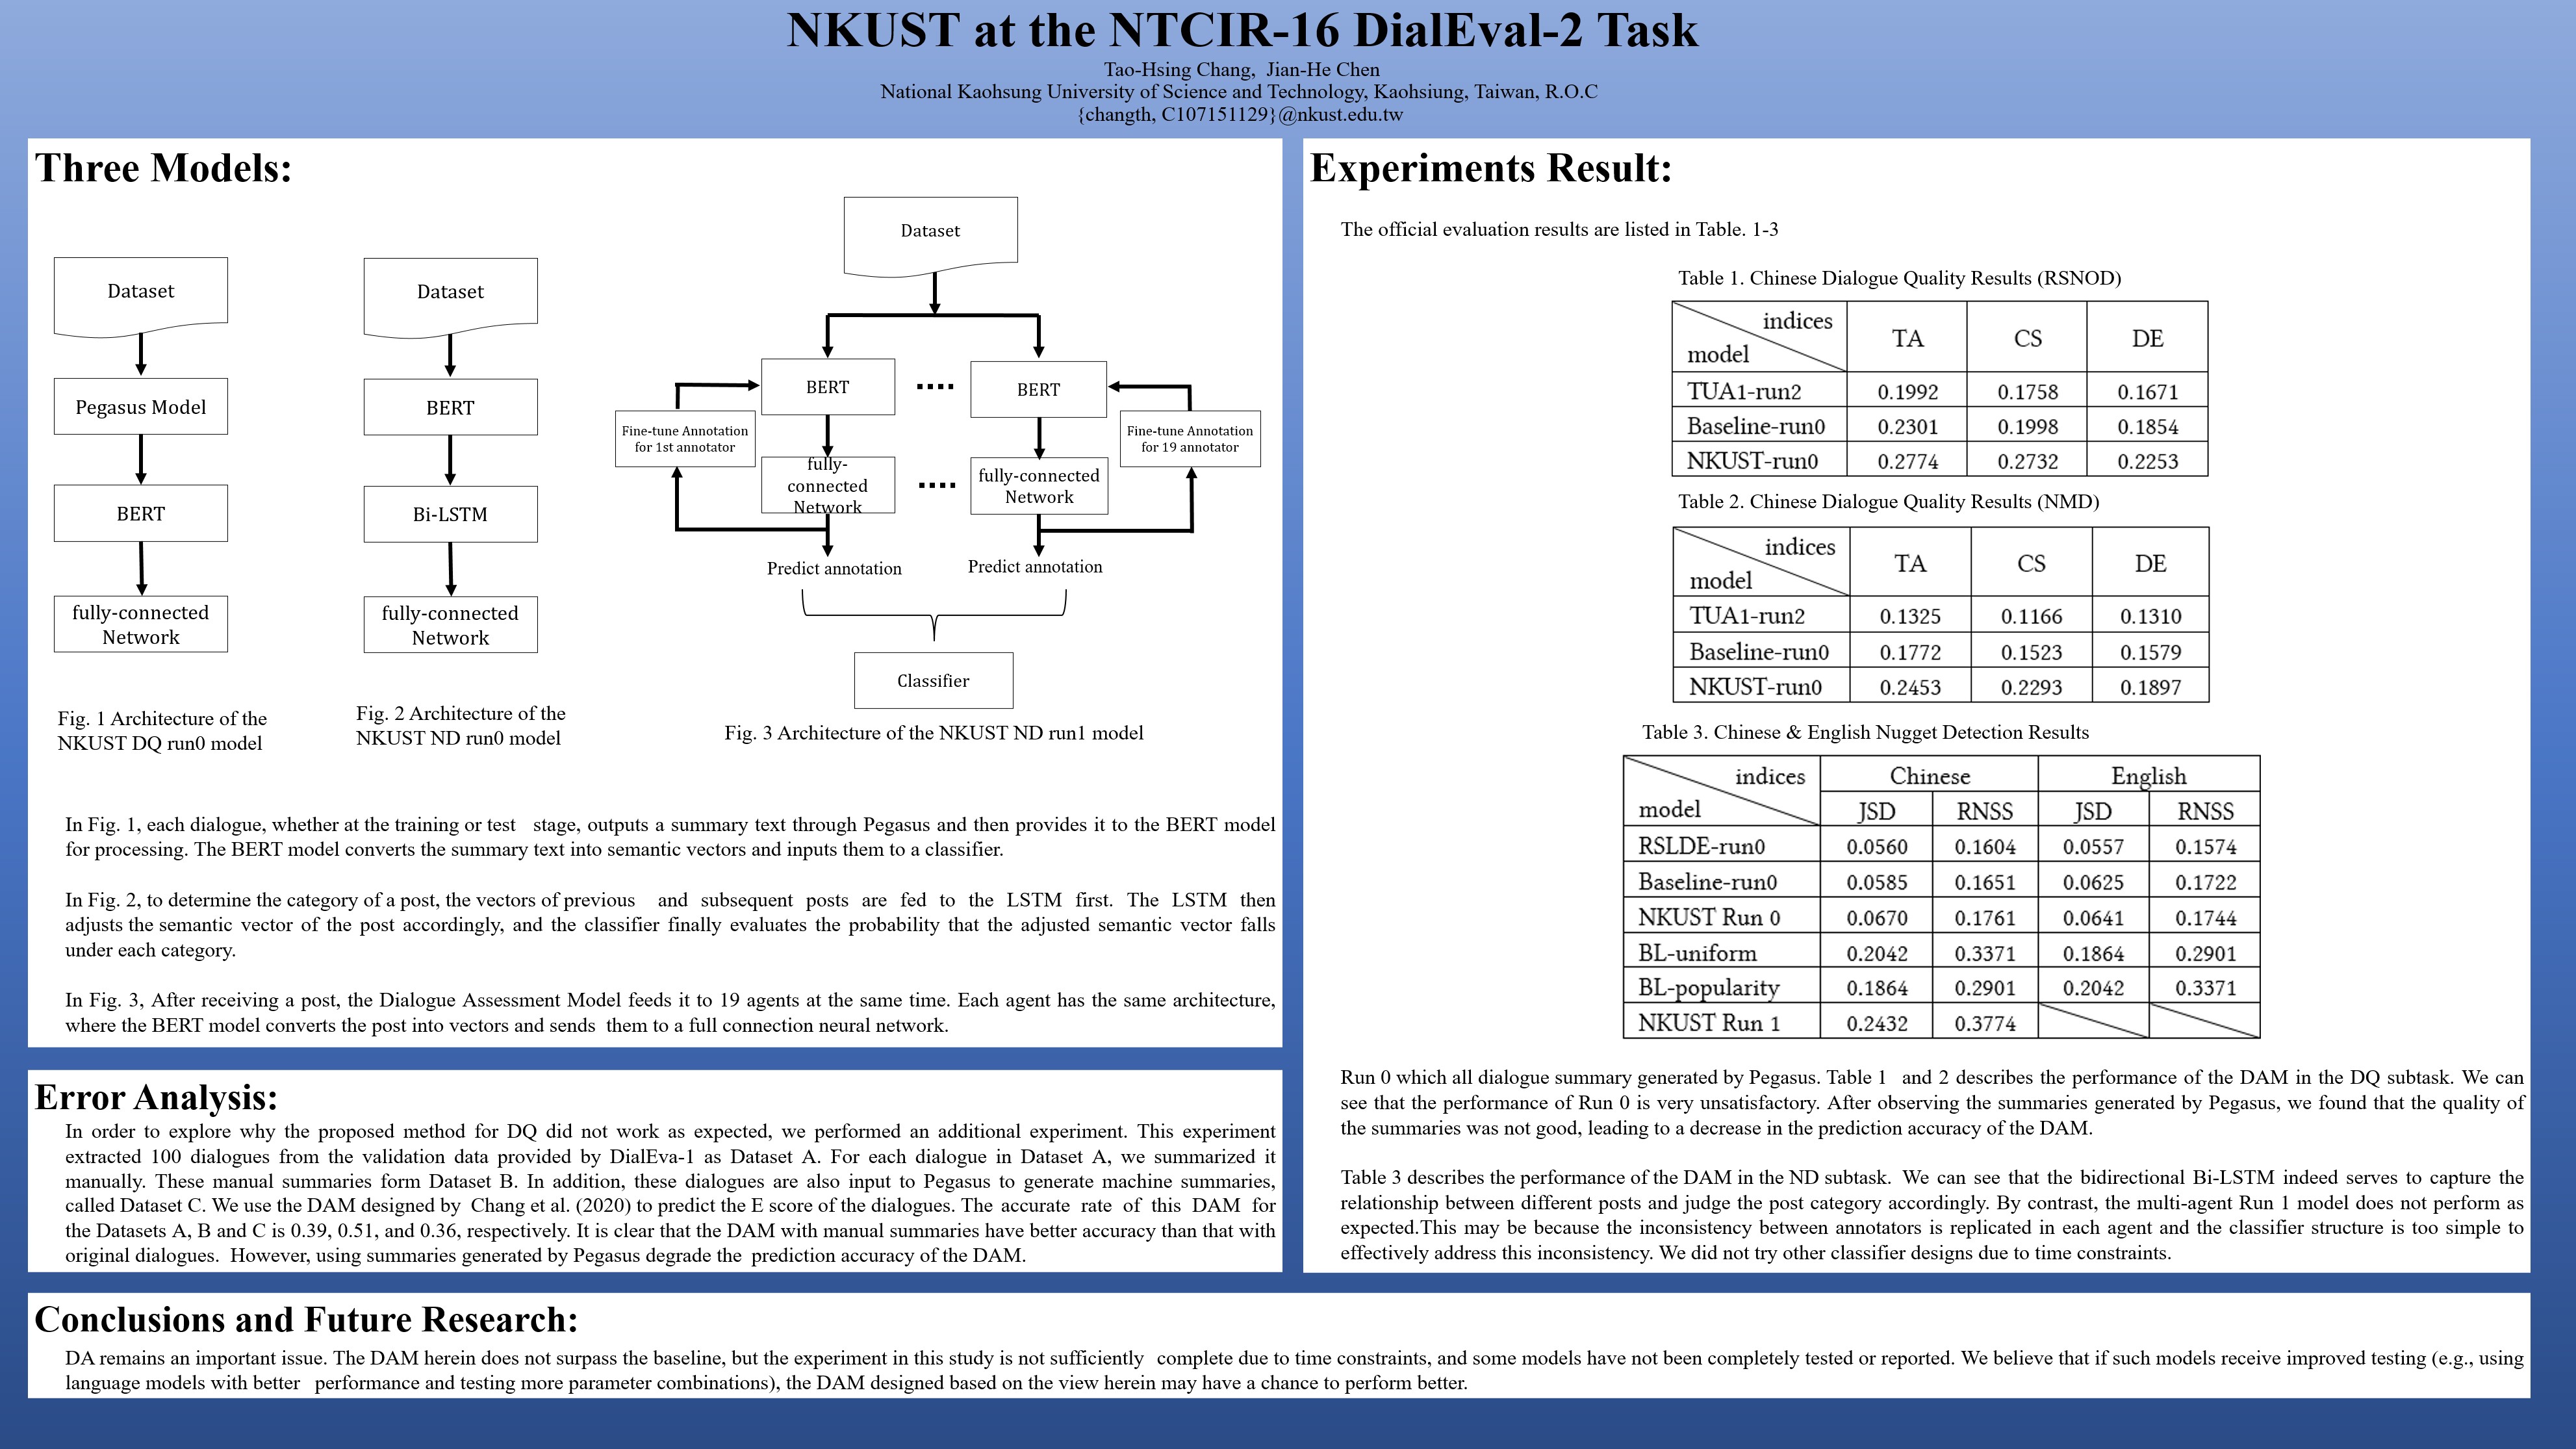 NKUST at the NTCIR-16 DialEval-2 Task
Tao-Hsing Chang, Jian-He Chen
National Kaohsung University of Science and Technology, Kaohsiung, Taiwan, R.O.C
{changth, C107151129}@nkust.edu.tw
Three Models:
Dataset
Pegasus Model
BERT
fully-connected
Network
Fig. 1 Architecture of the
NKUST DQ run0 model
Dataset
BERT
Bi-LSTM
fully-connected
Network
Fig. 2 Architecture of the
NKUST ND run0 model
Dataset
BERT
BERT
Fine-tune Annotation
for 1st annotator
Fine-tune Annotation
for 19 annotator
fully-
connected
Network
fully-connected
Network
Predict annotation
Predict annotation
Classifier
Fig. 3 Architecture of the NKUST ND run1 model
In Fig. 1, each dialogue, whether at the training or test stage, outputs a summary text through Pegasus and then provides it to the BERT model
for processing. The BERT model converts the summary text into semantic vectors and inputs them to a classifier.
In Fig. 2, to determine the category of a post, the vectors of previous and subsequent posts are fed to the LSTM first. The LSTM then
adjusts the semantic vector of the post accordingly, and the classifier finally evaluates the probability that the adjusted semantic vector falls
under each category.
In Fig. 3, After receiving a post, the Dialogue Assessment Model feeds it to 19 agents at the same time. Each agent has the same architecture,
where the BERT model converts the post into vectors and sends them to a full connection neural network.
Error Analysis:
In order to explore why the proposed method for DQ did not work as expected, we performed an additional experiment. This experiment
extracted 100 dialogues from the validation data provided by DialEva-1 as Dataset A. For each dialogue in Dataset A, we summarized it
manually. These manual summaries form Dataset B. In addition, these dialogues are also input to Pegasus to generate machine summaries,
called Dataset C. We use the DAM designed by Chang et al. (2020) to predict the E score of the dialogues. The accurate rate of this DAM for
the Datasets A, B and C is 0.39, 0.51, and 0.36, respectively. It is clear that the DAM with manual summaries have better accuracy than that with
original dialogues. However, using summaries generated by Pegasus degrade the prediction accuracy of the DAM.
Experiments Result:
The official evaluation results are listed in Table. 1-3
Table 1. Chinese Dialogue Quality Results (RSNOD)
indices
model TA CS DE
TUA1-run2 0.1992 0.1758 0.1671
Baseline-run0 0.2301 0.1998 0.1854
NKUST-run0 0.2774 0.2732 0.2253
Table 2. Chinese Dialogue Quality Results (NMD)
indices
model TA CS DE
TUA1-run2 0.1325 0.1166 0.1310
Baseline-run0 0.1772 0.1523 0.1579
NKUST-run0 0.2453 0.2293 0.1897
Table 3. Chinese & English Nugget Detection Results
indices Chinese English
model JSD RNSS JSD RNSS
RSLDE-run0 0.0560 0.1604 0.0557 0.1574
Baseline-run0 0.0585 0.1651 0.0625 0.1722
NKUST Run 0 0.0670 0.1761 0.0641 0.1744
BL-uniform 0.2042 0.3371 0.1864 0.2901
BL-popularity 0.1864 0.2901 0.2042 0.3371
NKUST Run 1 0.2432 0.3774
Run 0 which all dialogue summary generated by Pegasus. Table 1 and 2 describes the performance of the DAM in the DQ subtask. We can
see that the performance of Run 0 is very unsatisfactory. After observing the summaries generated by Pegasus, we found that the quality of
the summaries was not good, leading to a decrease in the prediction accuracy of the DAM.
Table 3 describes the performance of the DAM in the ND subtask. We can see that the bidirectional Bi-LSTM indeed serves to capture the
relationship between different posts and judge the post category accordingly. By contrast, the multi-agent Run 1 model does not perform as
expected.This may be because the inconsistency between annotators is replicated in each agent and the classifier structure is too simple to
effectively address this inconsistency. We did not try other classifier designs due to time constraints.
Conclusions and Future Research:
DA remains an important issue. The DAM herein does not surpass the baseline, but the experiment in this study is not sufficiently complete due to time constraints, and some models have not been completely tested or reported. We believe that if such models receive improved testing (e.g., using
language models with better performance and testing more parameter combinations), the DAM designed based on the view herein may have a chance to perform better.